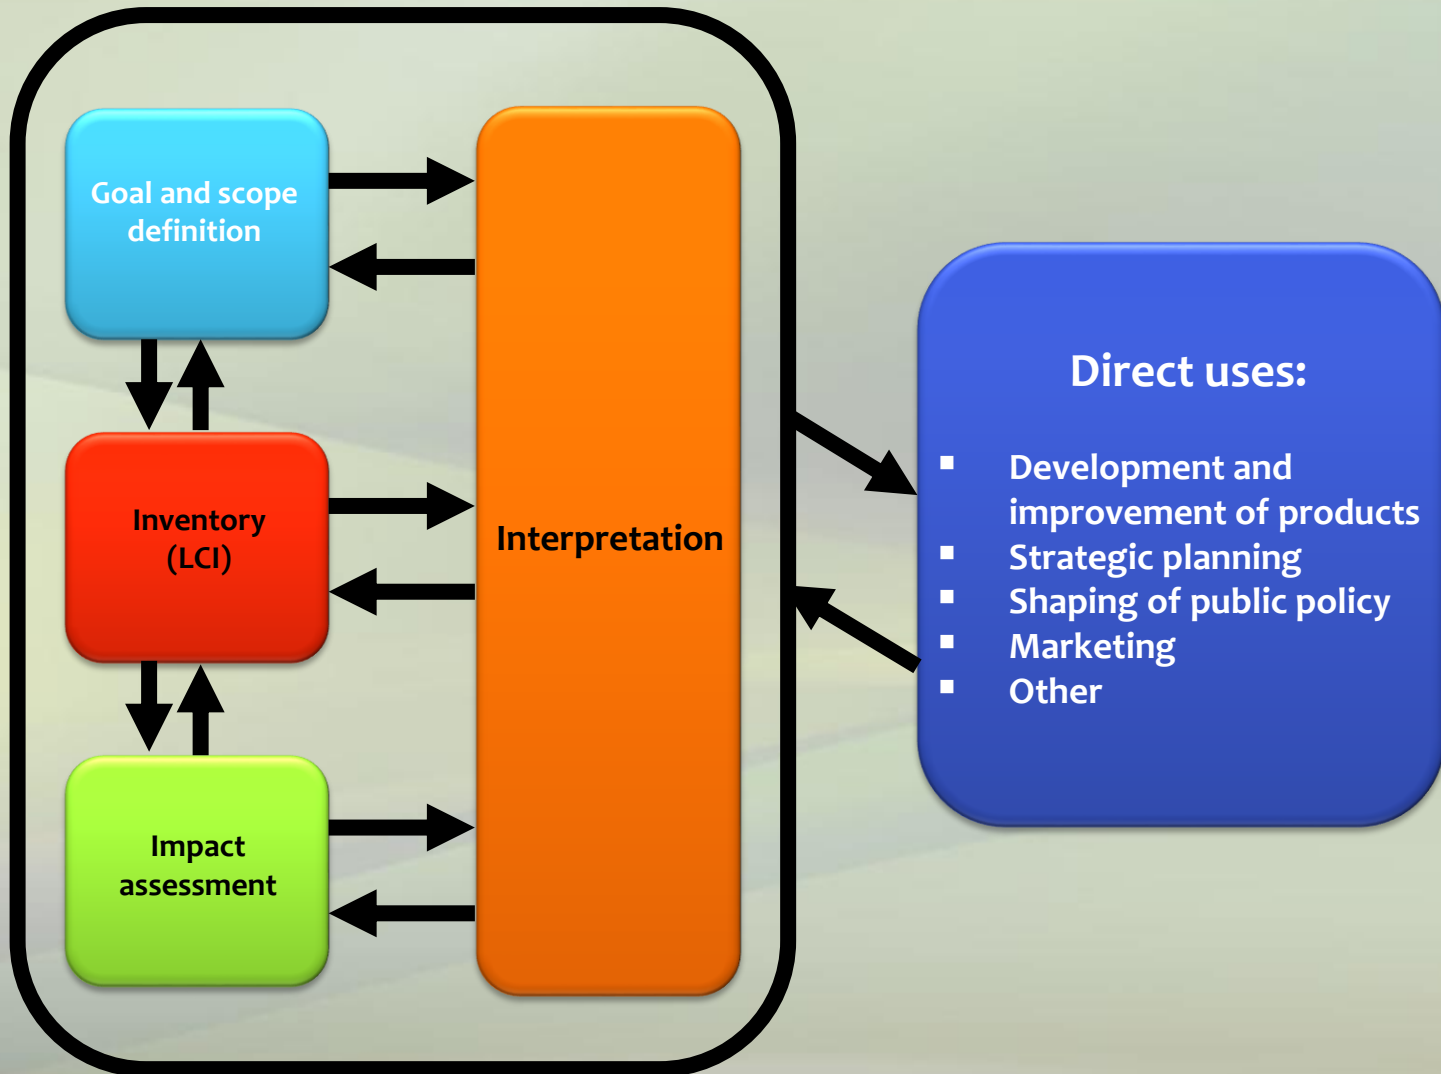 Goal and scope
definition
Inventory
(LCI)
Impact
assessment
Interpretation
Direct uses:
▪ Development and
improvement of products
▪ Strategic planning
▪ Shaping of public policy
▪ Marketing
▪ Other